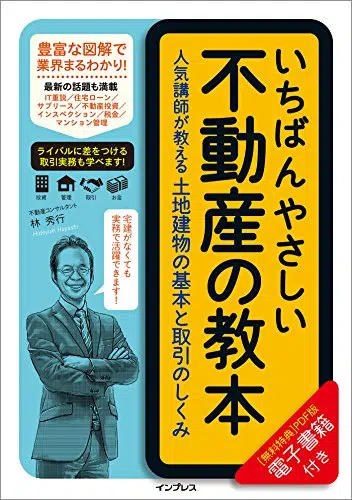 豊富な図解で
業界まるわかり!
最新の話題も満載
IT重説/住宅ローン/
サブリース/不動産投資/
インスペクション/税金/
マンション管理
ライバルに差をつける
取引実務も学べます!
投資 管理 取引 お金
不動産コンサルタント
林 秀行
Hideyuki Hayashi
宅建がなくても
実務で活躍できます!
いちばんやさしい
不動産の教本
人気講師が教える 土地建物の基本と取引のしくみ
[無料特典]PDF版
電子書籍
付き
インプレス